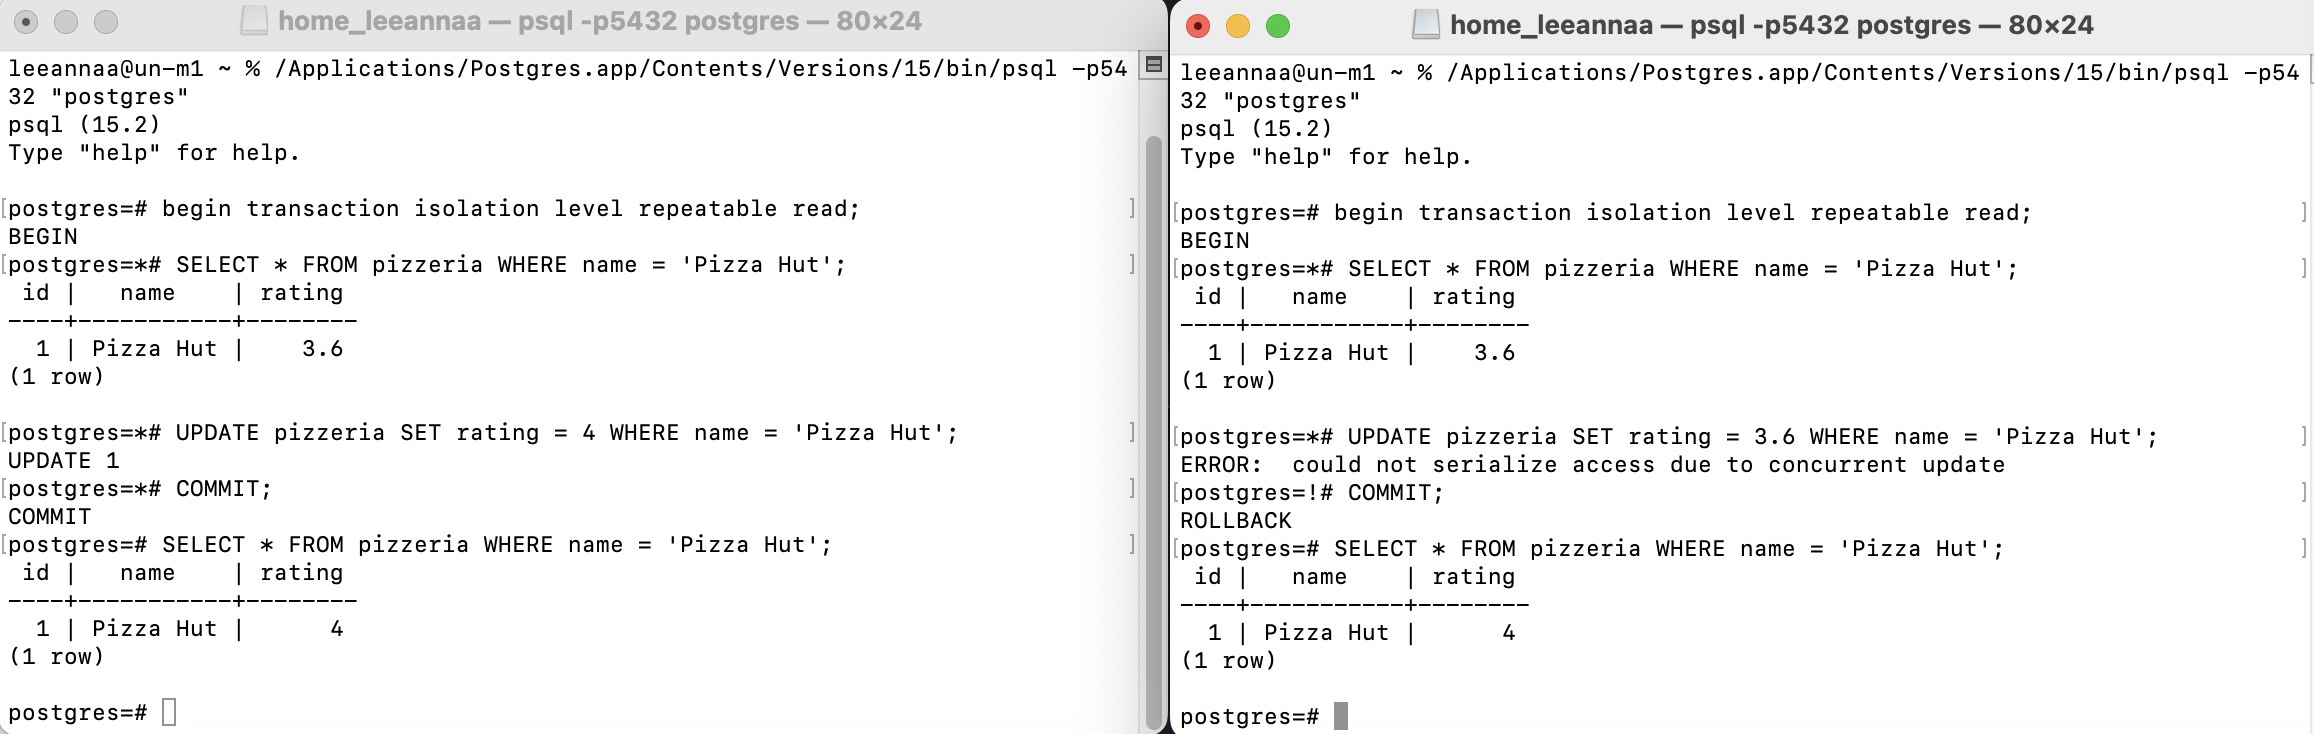 home_leeannaa — psql -p5432 postgres — 80×24
leeannaa@un-m1 ~ % /Applications/Postgres.app/Contents/Versions/15/bin/psql -p54
32 "postgres"
psql (15.2)
Type "help" for help.
[postgres=# begin transaction isolation level repeatable read; ]
BEGIN
[postgres=*# SELECT * FROM pizzeria WHERE name = 'Pizza Hut'; ]
 id |   name    | rating
----+-----------+--------
  1 | Pizza Hut |    3.6
(1 row)
[postgres=*# UPDATE pizzeria SET rating = 4 WHERE name = 'Pizza Hut'; ]
UPDATE 1
[postgres=*# COMMIT; ]
COMMIT
[postgres=# SELECT * FROM pizzeria WHERE name = 'Pizza Hut'; ]
 id |   name    | rating
----+-----------+--------
  1 | Pizza Hut |      4
(1 row)
postgres=#
home_leeannaa — psql -p5432 postgres — 80×24
leeannaa@un-m1 ~ % /Applications/Postgres.app/Contents/Versions/15/bin/psql -p54
32 "postgres"
psql (15.2)
Type "help" for help.
[postgres=# begin transaction isolation level repeatable read; ]
BEGIN
[postgres=*# SELECT * FROM pizzeria WHERE name = 'Pizza Hut'; ]
 id |   name    | rating
----+-----------+--------
  1 | Pizza Hut |    3.6
(1 row)
[postgres=*# UPDATE pizzeria SET rating = 3.6 WHERE name = 'Pizza Hut'; ]
ERROR:  could not serialize access due to concurrent update
[postgres=!# COMMIT; ]
ROLLBACK
[postgres=# SELECT * FROM pizzeria WHERE name = 'Pizza Hut'; ]
 id |   name    | rating
----+-----------+--------
  1 | Pizza Hut |      4
(1 row)
postgres=#